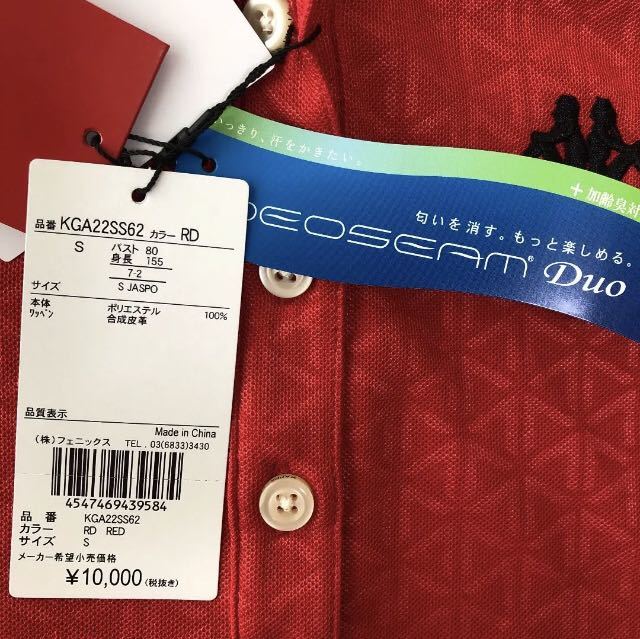 すっきり、汗をかきたい。
+加齢臭対
匂いを消す。もっと楽しめる。
DEOSEAM® Duo
品番 KGA22SS62 カラー RD
S バスト 80
身長 155
7-2
サイズ S JASPO
本体 ポリエステル 100%
ワッペン 合成皮革
品質表示
Made in China
(株)フェニックス TEL.03(6833)3430
4547469439584
品番 KGA22SS62
カラー RD RED
サイズ S
メーカー希望小売価格
¥10,000(税抜き)